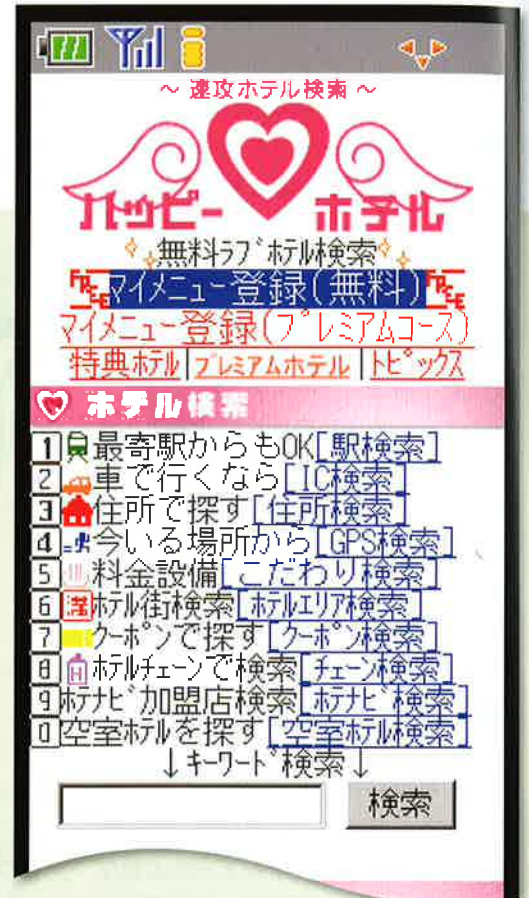 ～ 速攻ホテル検索 ～
ハッピー ホテル
無料ﾗﾌﾞﾎﾃﾙ検索
FREE マイメニュー登録(無料) FREE
マイメニュー登録(ﾌﾟﾚﾐｱﾑｺｰｽ)
特典ﾎﾃﾙ|ﾌﾟﾚﾐｱﾑホテル|ﾄﾋﾟｯｸｽ
ホテル検索
1 最寄駅からもOK[駅検索]
2 車で行くなら[IC検索]
3 住所で探す[住所検索]
4 今いる場所から[GPS検索]
5 料金設備[こだわり検索]
6 ﾎﾃﾙ街検索[ﾎﾃﾙｴﾘｱ検索]
7 ｸｰﾎﾟﾝで探す[ｸｰﾎﾟﾝ検索]
8 ﾎﾃﾙﾁｪｰﾝで検索[ﾁｪｰﾝ検索]
9 ﾎﾃﾅﾋﾞ加盟店検索[ﾎﾃﾅﾋﾞ検索]
0 空室ﾎﾃﾙを探す[空室ﾎﾃﾙ検索]
↓ｷｰﾜｰﾄﾞ検索↓
検索